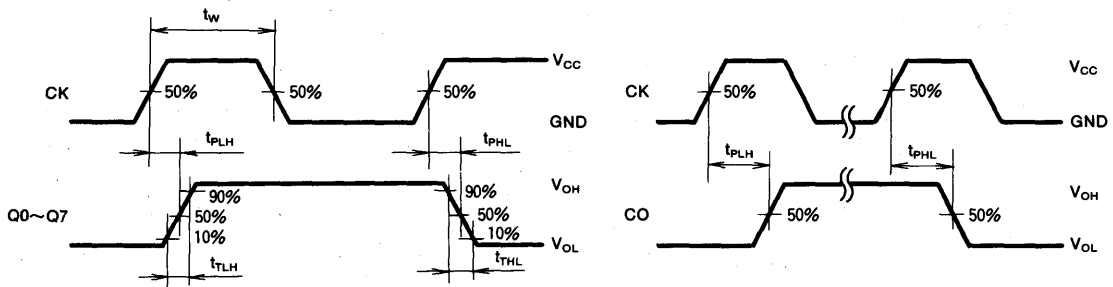 tW
VCC
CK
50%
50%
50%
GND
tPLH
tPHL
VOH
90%
90%
Q0~Q7
50%
50%
10%
10%
VOL
tTLH
tTHL
VCC
CK
50%
50%
GND
tPLH
tPHL
VOH
CO
50%
50%
VOL